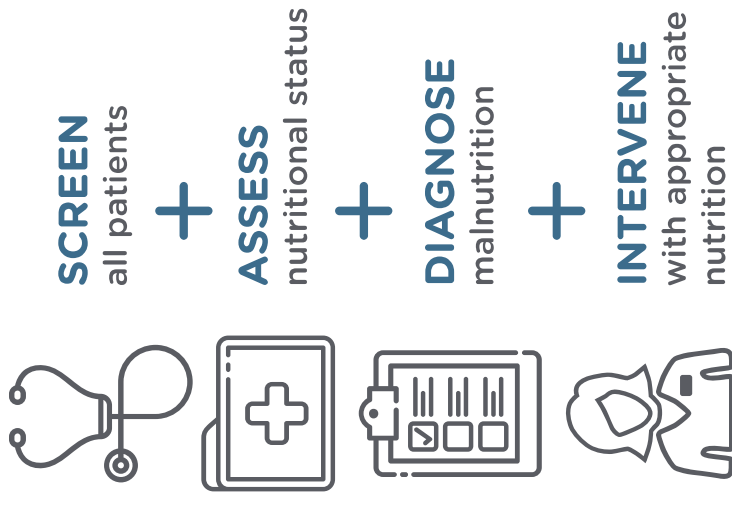 SCREEN
all patients
+
ASSESS
nutritional status
+
DIAGNOSE
malnutrition
+
INTERVENE
with appropriate
nutrition